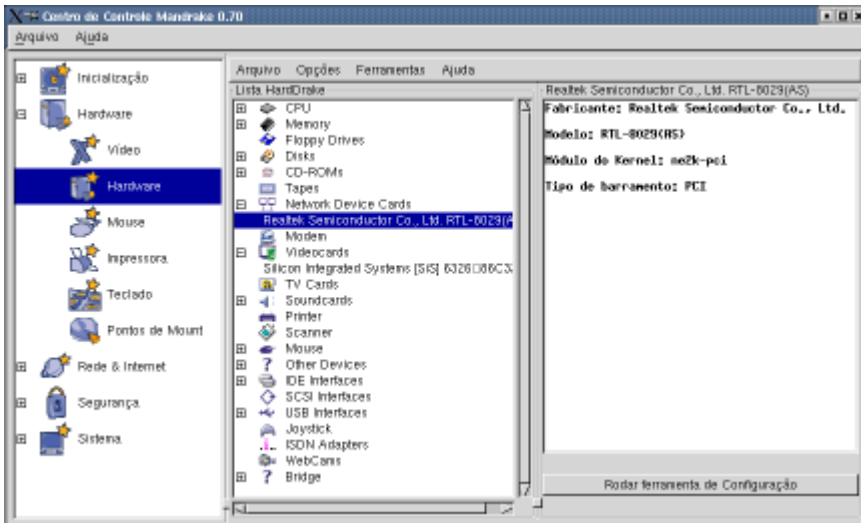 Centro de Controle Mandrake 0.70
Arquivo Ajuda
Inicialização
Hardware
Vídeo
Hardware
Mouse
Impressora
Teclado
Pontos de Mount
Rede & Internet
Segurança
Sistema
Arquivo Opções Ferramentas Ajuda
Lista HardDrake
CPU
Memory
Floppy Drives
Disks
CD-ROMs
Tapes
Network Device Cards
Realtek Semiconductor Co., Ltd. RTL-8029(A
Modem
Videocards
Silicon Integrated Systems [SiS] 6326
TV Cards
Soundcards
Printer
Scanner
Mouse
Other Devices
IDE Interfaces
SCSI Interfaces
USB Interfaces
Joystick
ISDN Adapters
WebCams
Bridge
Realtek Semiconductor Co., Ltd. RTL-8029(AS)
Fabricante: Realtek Semiconductor Co., Ltd.
Modelo: RTL-8029(AS)
Módulo do Kernel: ne2k-pci
Tipo de barramento: PCI
Rodar ferramenta de Configuração